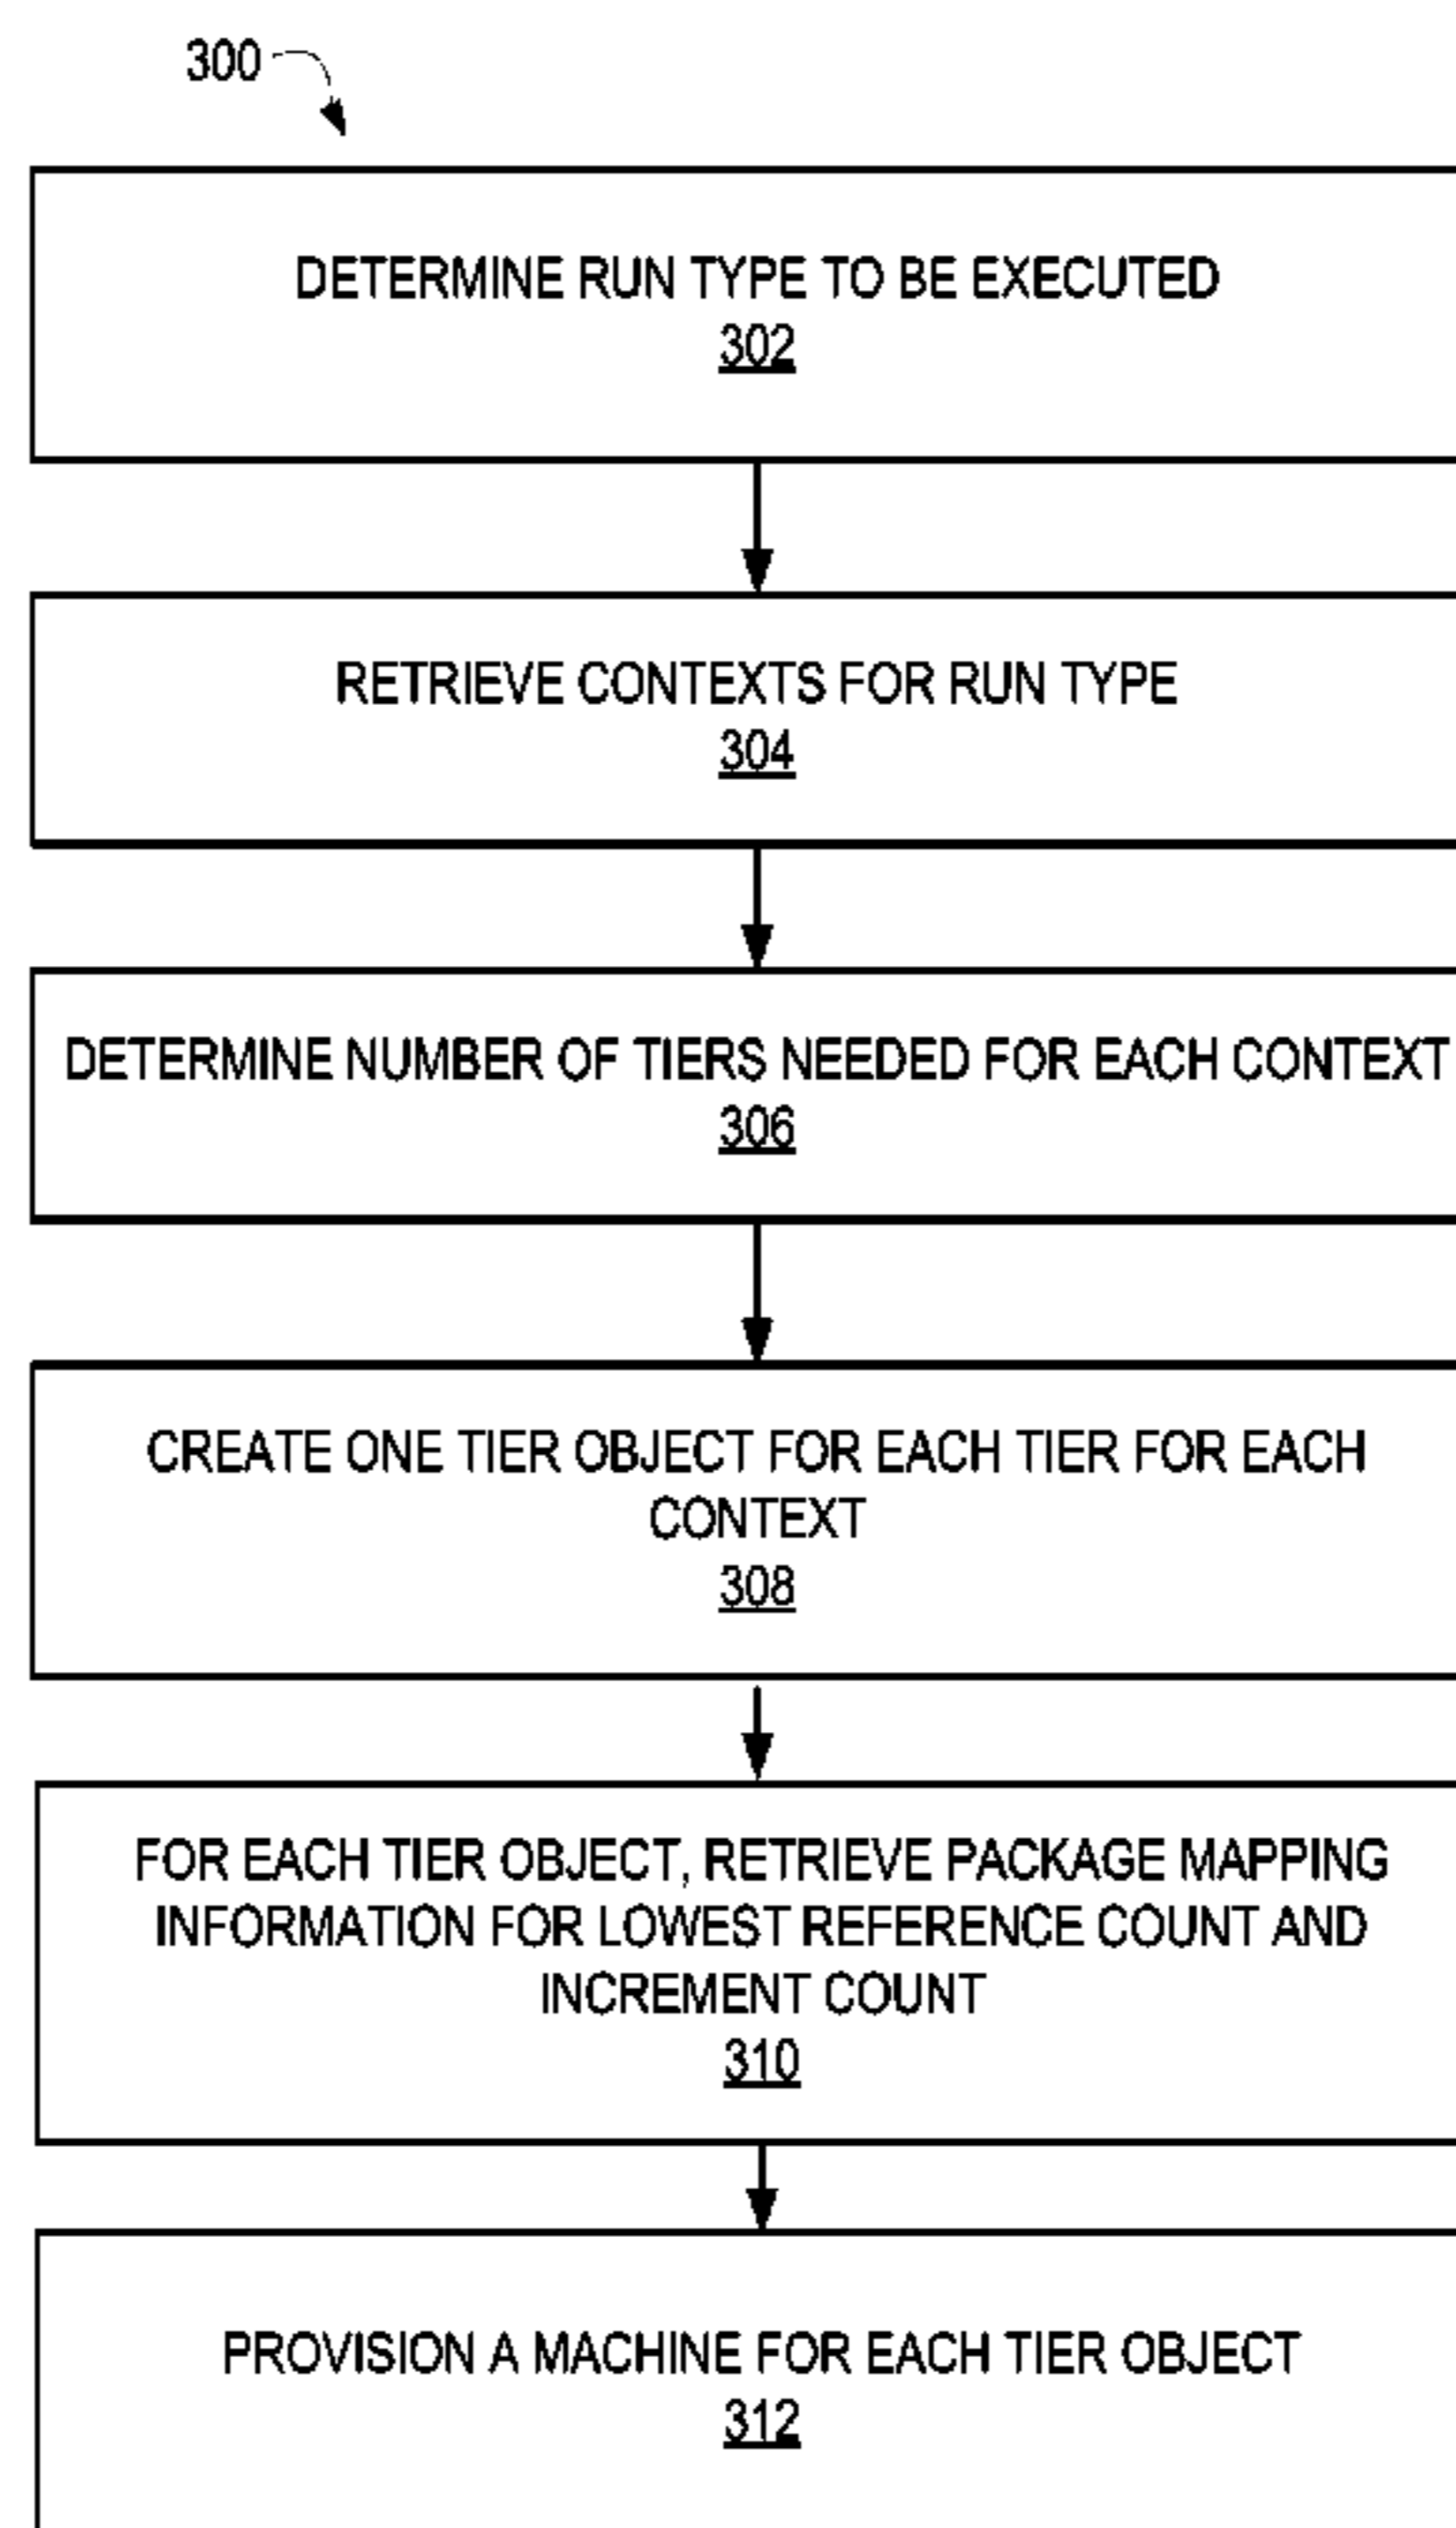 300
DETERMINE RUN TYPE TO BE EXECUTED
302
RETRIEVE CONTEXTS FOR RUN TYPE
304
DETERMINE NUMBER OF TIERS NEEDED FOR EACH CONTEXT
306
CREATE ONE TIER OBJECT FOR EACH TIER FOR EACH
CONTEXT
308
FOR EACH TIER OBJECT, RETRIEVE PACKAGE MAPPING
INFORMATION FOR LOWEST REFERENCE COUNT AND
INCREMENT COUNT
310
PROVISION A MACHINE FOR EACH TIER OBJECT
312